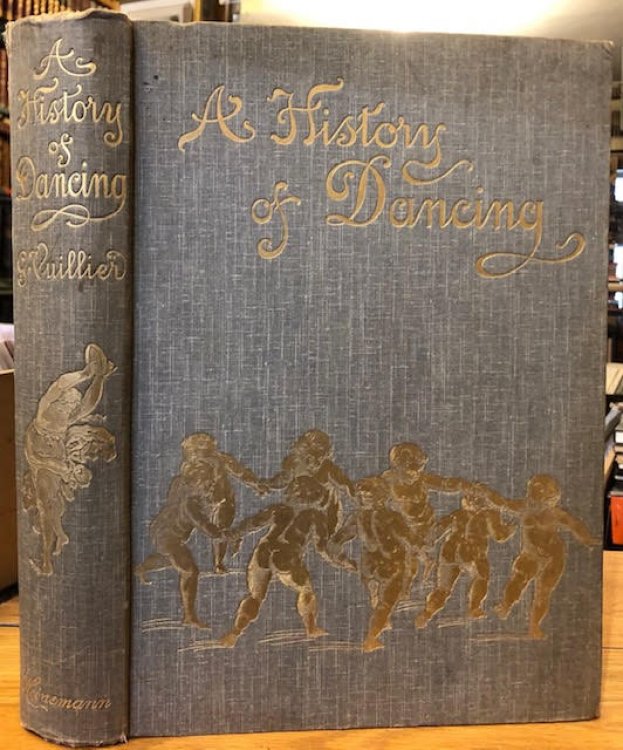 A
History
of
Dancing
G. Vuillier
Heinemann
A History
of Dancing